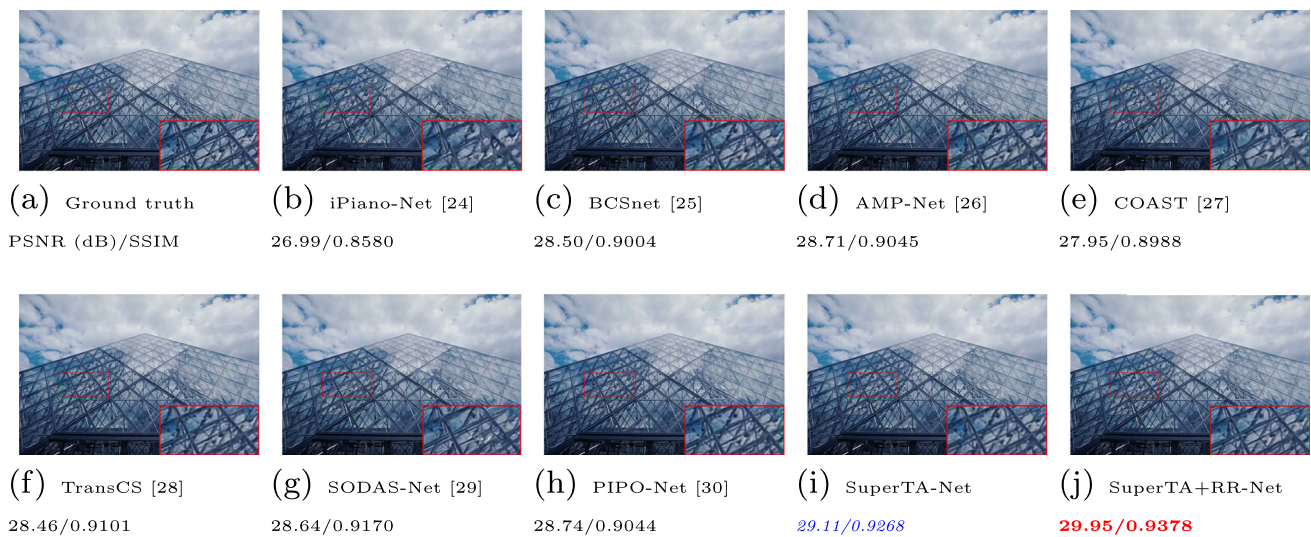 (a) Ground truth
PSNR (dB)/SSIM
(b) iPiano-Net [24]
26.99/0.8580
(c) BCSnet [25]
28.50/0.9004
(d) AMP-Net [26]
28.71/0.9045
(e) COAST [27]
27.95/0.8988
(f) TransCS [28]
28.46/0.9101
(g) SODAS-Net [29]
28.64/0.9170
(h) PIPO-Net [30]
28.74/0.9044
(i) SuperTA-Net
29.11/0.9268
(j) SuperTA+RR-Net
29.95/0.9378